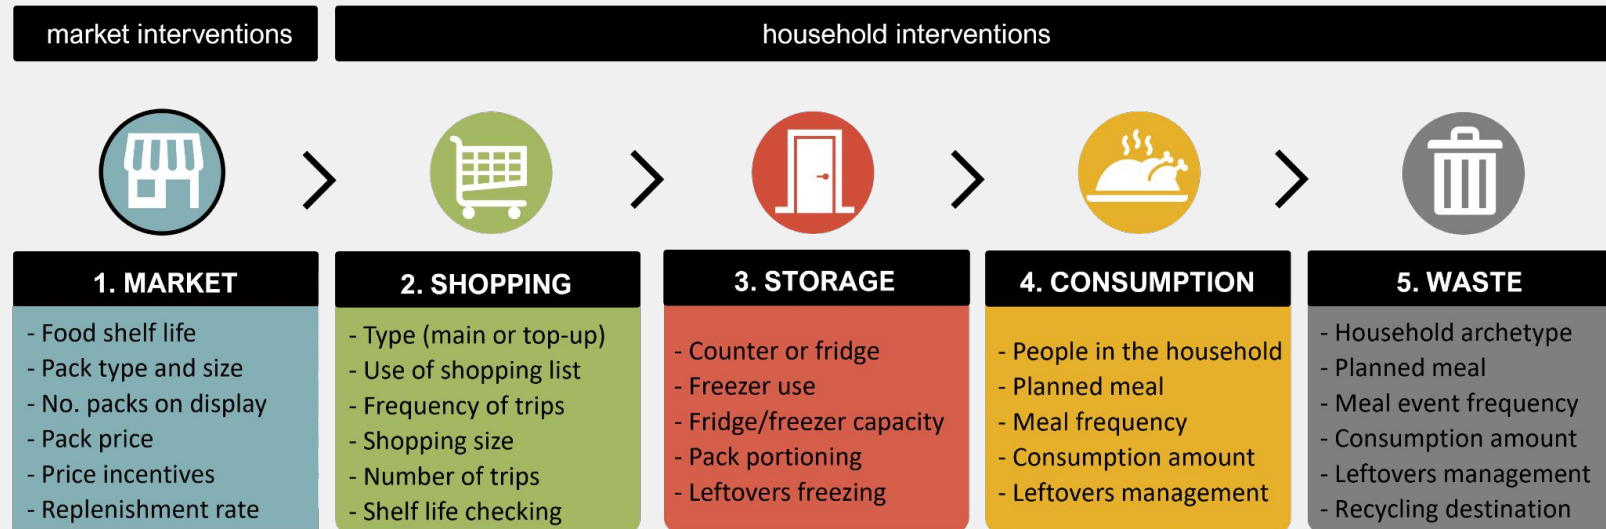 market interventions
household interventions
1. MARKET
- Food shelf life
- Pack type and size
- No. packs on display
- Pack price
- Price incentives
- Replenishment rate
2. SHOPPING
- Type (main or top-up)
- Use of shopping list
- Frequency of trips
- Shopping size
- Number of trips
- Shelf life checking
3. STORAGE
- Counter or fridge
- Freezer use
- Fridge/freezer capacity
- Pack portioning
- Leftovers freezing
4. CONSUMPTION
- People in the household
- Planned meal
- Meal frequency
- Consumption amount
- Leftovers management
5. WASTE
- Household archetype
- Planned meal
- Meal event frequency
- Consumption amount
- Leftovers management
- Recycling destination